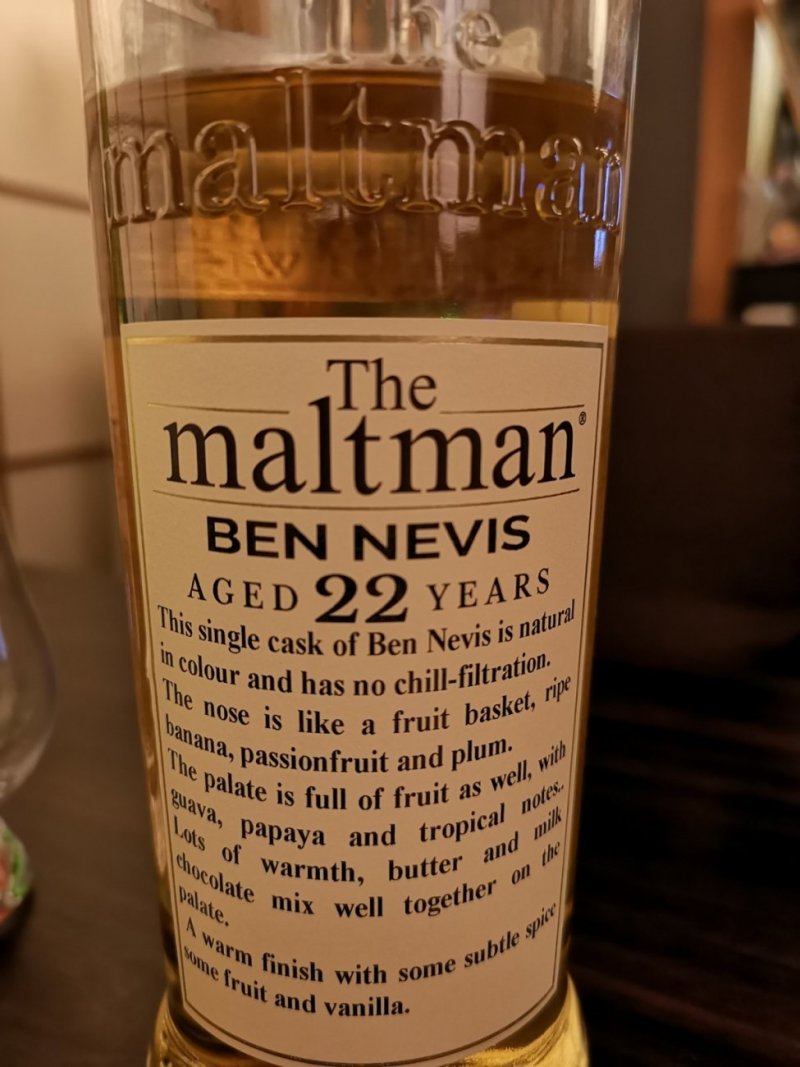 The
maltman
The
maltman®
BEN NEVIS
AGED 22 YEARS
This single cask of Ben Nevis is natural
in colour and has no chill-filtration.
The nose is like a fruit basket, ripe
banana, passionfruit and plum.
The palate is full of fruit as well, with
guava, papaya and tropical notes..
Lots of warmth, butter and milk
chocolate mix well together on the
palate.
A warm finish with some subtle spice
some fruit and vanilla.